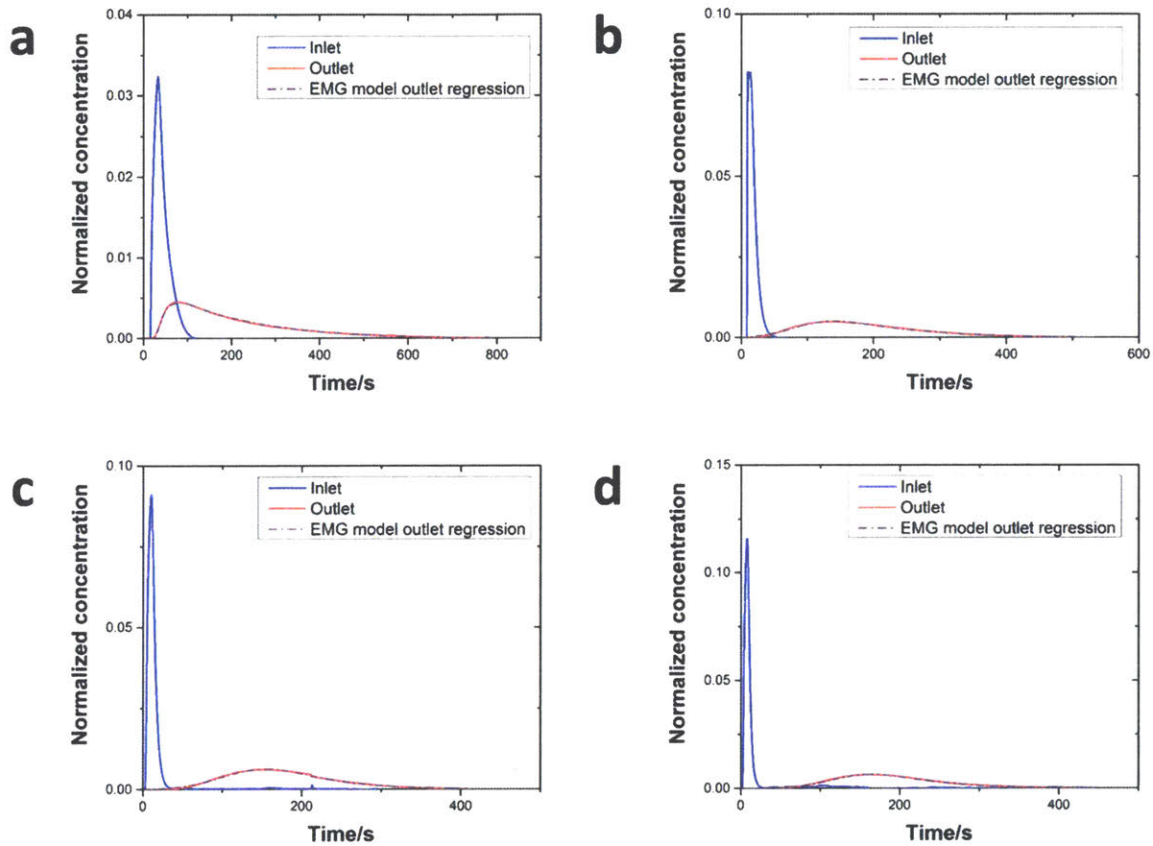 a
0.04
0.03
0.02
0.01
0.00
Normalized concentration
0
200
400
600
800
Time/s
Inlet
Outlet
EMG model outlet regression
b
0.10
0.05
0.00
Normalized concentration
0
200
400
600
Time/s
Inlet
Outlet
EMG model outlet regression
c
0.10
0.05
0.00
Normalized concentration
0
200
400
Time/s
Inlet
Outlet
EMG model outlet regression
d
0.15
0.10
0.05
0.00
Normalized concentration
0
200
400
Time/s
Inlet
Outlet
EMG model outlet regression